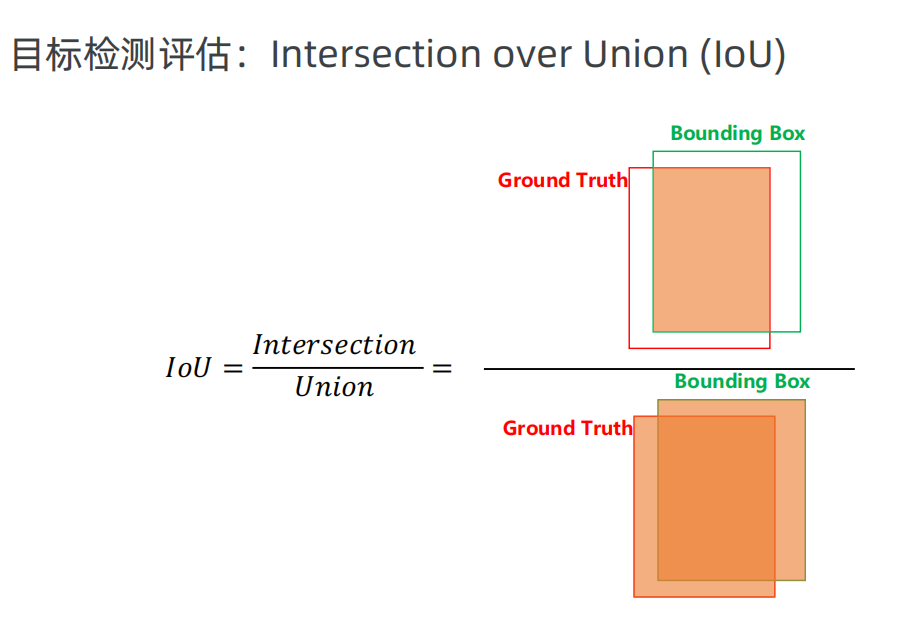 目标检测评估：Intersection over Union (IoU)
Bounding Box
Ground Truth
IoU = Intersection / Union =
Bounding Box
Ground Truth